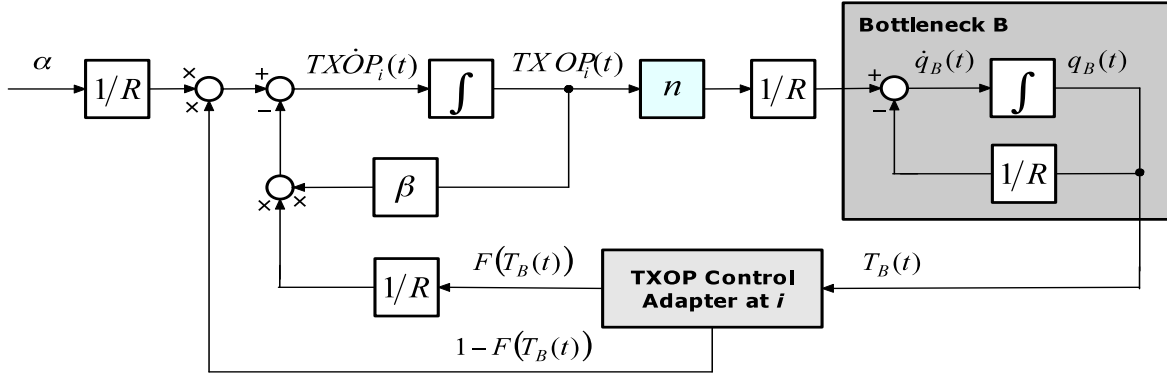 Bottleneck B
α
1/R
×
×
+
−
TXȮP_i(t)
∫
TXOP_i(t)
n
1/R
+
−
q̇_B(t)
∫
q_B(t)
1/R
β
×
×
1/R
F(T_B(t))
TXOP Control
Adapter at i
T_B(t)
1 − F(T_B(t))